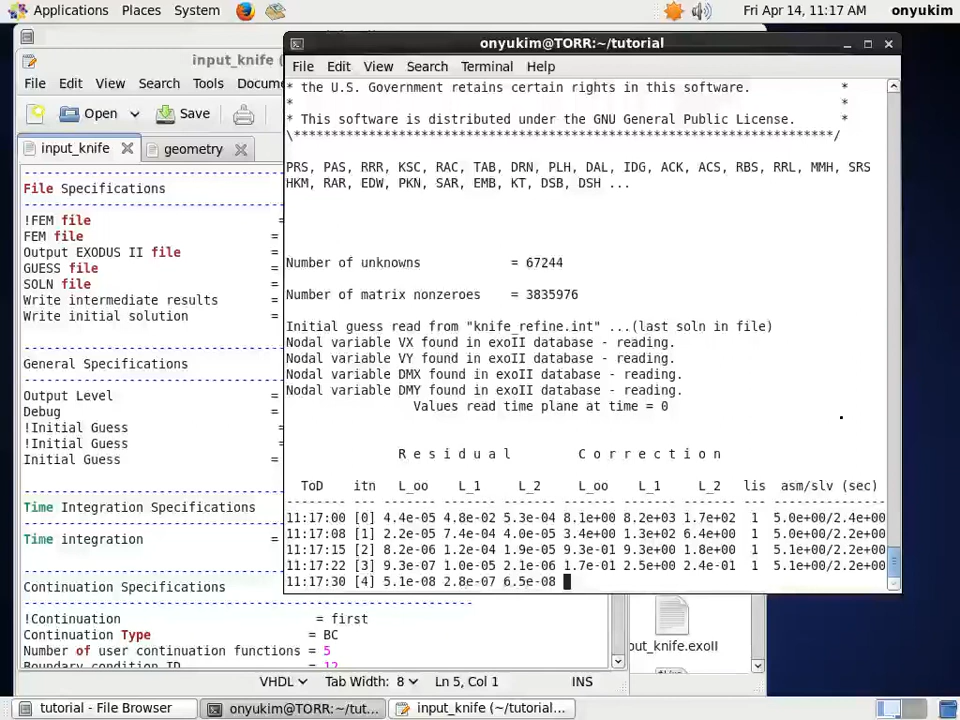 Applications Places System Fri Apr 14, 11:17 AM onyukim
input_knife (
onyukim@TORR:~/tutorial
File Edit View Search Tools Docume
File Edit View Search Terminal Help
Open Save
input_knife geometry
File Specifications
!FEM file =
FEM file =
Output EXODUS II file =
GUESS file =
SOLN file =
Write intermediate results =
Write initial solution =
General Specifications
Output Level =
Debug =
!Initial Guess =
!Initial Guess =
Initial Guess =
Time Integration Specifications
Time integration =
Continuation Specifications
!Continuation = first
Continuation Type = BC
Number of user continuation functions = 5
Boundary condition ID = 12
* the U.S. Government retains certain rights in this software. *
* *
* This software is distributed under the GNU General Public License. *
\************************************************************************/
PRS, PAS, RRR, KSC, RAC, TAB, DRN, PLH, DAL, IDG, ACK, ACS, RBS, RRL, MMH, SRS
HKM, RAR, EDW, PKN, SAR, EMB, KT, DSB, DSH ...
Number of unknowns = 67244
Number of matrix nonzeroes = 3835976
Initial guess read from "knife_refine.int" ...(last soln in file)
Nodal variable VX found in exoII database - reading.
Nodal variable VY found in exoII database - reading.
Nodal variable DMX found in exoII database - reading.
Nodal variable DMY found in exoII database - reading.
Values read time plane at time = 0
R e s i d u a l C o r r e c t i o n
ToD itn L_oo L_1 L_2 L_oo L_1 L_2 lis asm/slv (sec)
-------- --- ------- ------- ------- ------- ------- ------- --- ---------------
11:17:00 [0] 4.4e-05 4.8e-02 5.3e-04 8.1e+00 8.2e+03 1.7e+02 1 5.0e+00/2.4e+00
11:17:08 [1] 2.2e-05 7.4e-04 4.0e-05 3.4e+00 1.3e+02 6.4e+00 1 5.0e+00/2.2e+00
11:17:15 [2] 8.2e-06 1.2e-04 1.9e-05 9.3e-01 9.3e+00 1.8e+00 1 5.1e+00/2.2e+00
11:17:22 [3] 9.3e-07 1.0e-05 2.1e-06 1.7e-01 2.5e+00 2.4e-01 1 5.1e+00/2.2e+00
11:17:30 [4] 5.1e-08 2.8e-07 6.5e-08
put_knife.exoII
VHDL Tab Width: 8 Ln 5, Col 1 INS
tutorial - File Browser onyukim@TORR:~/tut... input_knife (~/tutorial...